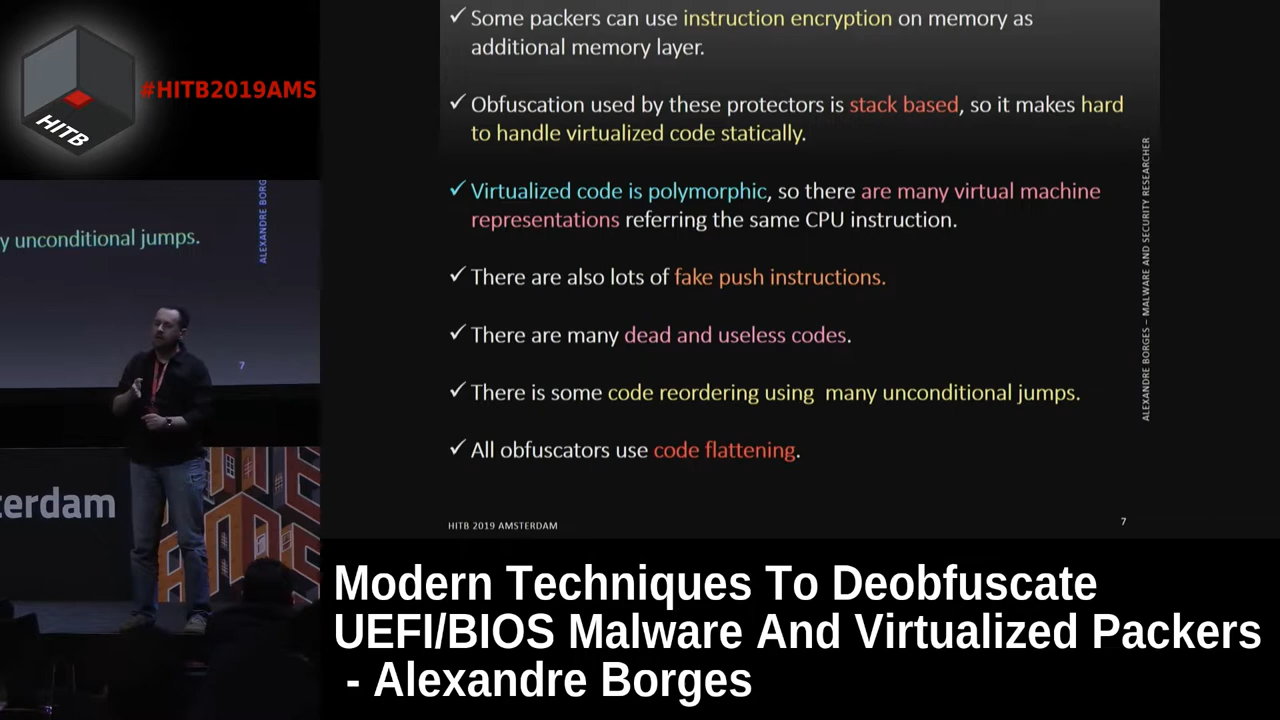 #HITB2019AMS
HITB
y unconditional jumps.
ALEXANDRE BORG
7
terdam
✓ Some packers can use instruction encryption on memory as
additional memory layer.
✓ Obfuscation used by these protectors is stack based, so it makes hard
to handle virtualized code statically.
✓ Virtualized code is polymorphic, so there are many virtual machine
representations referring the same CPU instruction.
✓ There are also lots of fake push instructions.
✓ There are many dead and useless codes.
✓ There is some code reordering using many unconditional jumps.
✓ All obfuscators use code flattening.
HITB 2019 AMSTERDAM
7
ALEXANDRE BORGES – MALWARE AND SECURITY RESEARCHER
Modern Techniques To Deobfuscate
UEFI/BIOS Malware And Virtualized Packers
- Alexandre Borges